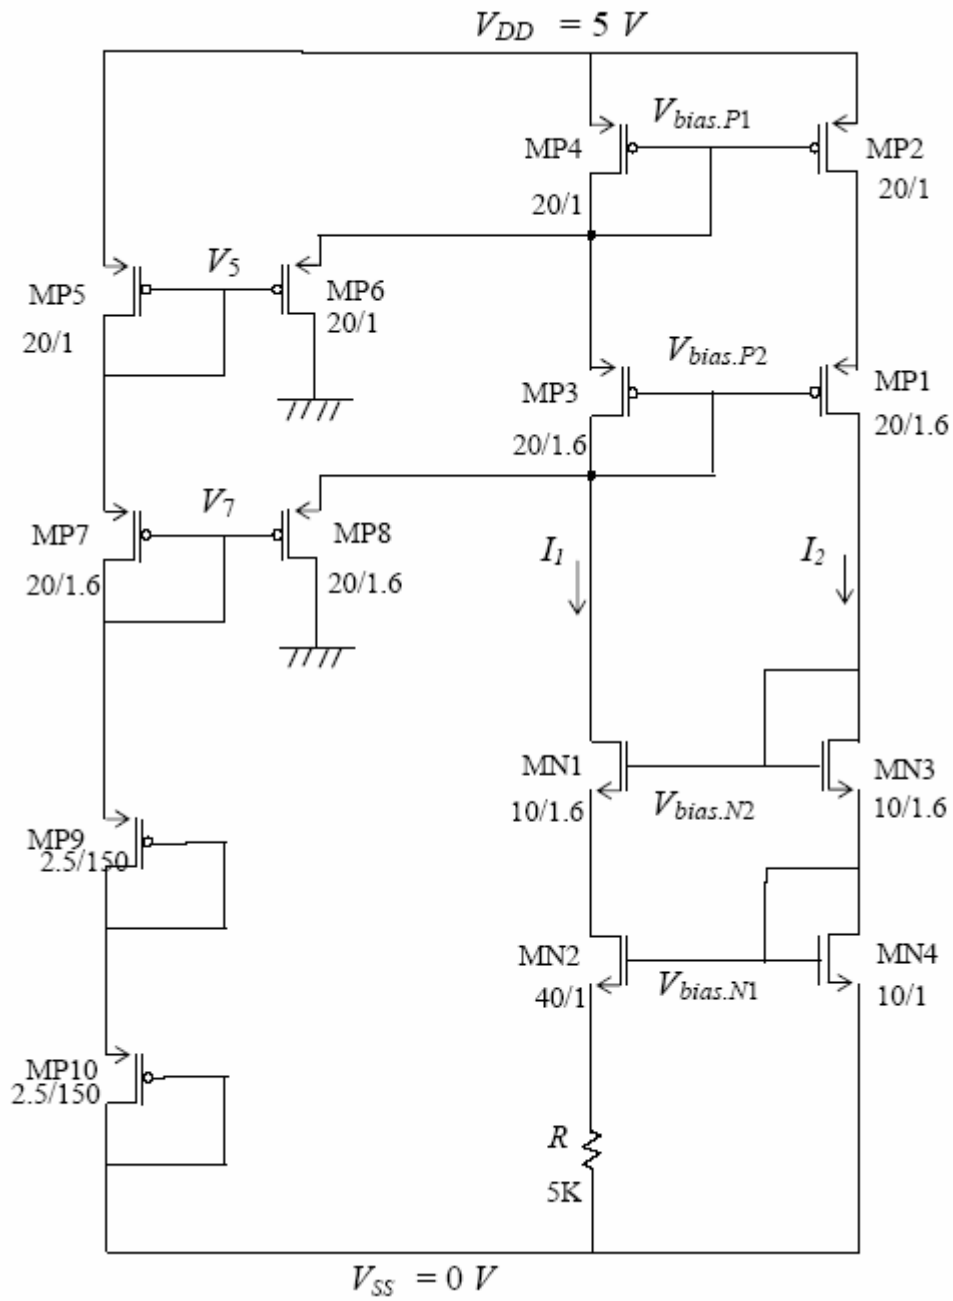 V_DD = 5 V
V_bias.P1
MP4
MP2
20/1
20/1
V_5
MP5
MP6
20/1
20/1
V_bias.P2
MP3
MP1
20/1.6
20/1.6
V_7
MP7
MP8
20/1.6
20/1.6
I_1
I_2
MN1
MN3
10/1.6
V_bias.N2
10/1.6
MP9
2.5/150
MN2
MN4
40/1
V_bias.N1
10/1
MP10
2.5/150
R
5K
V_SS = 0 V